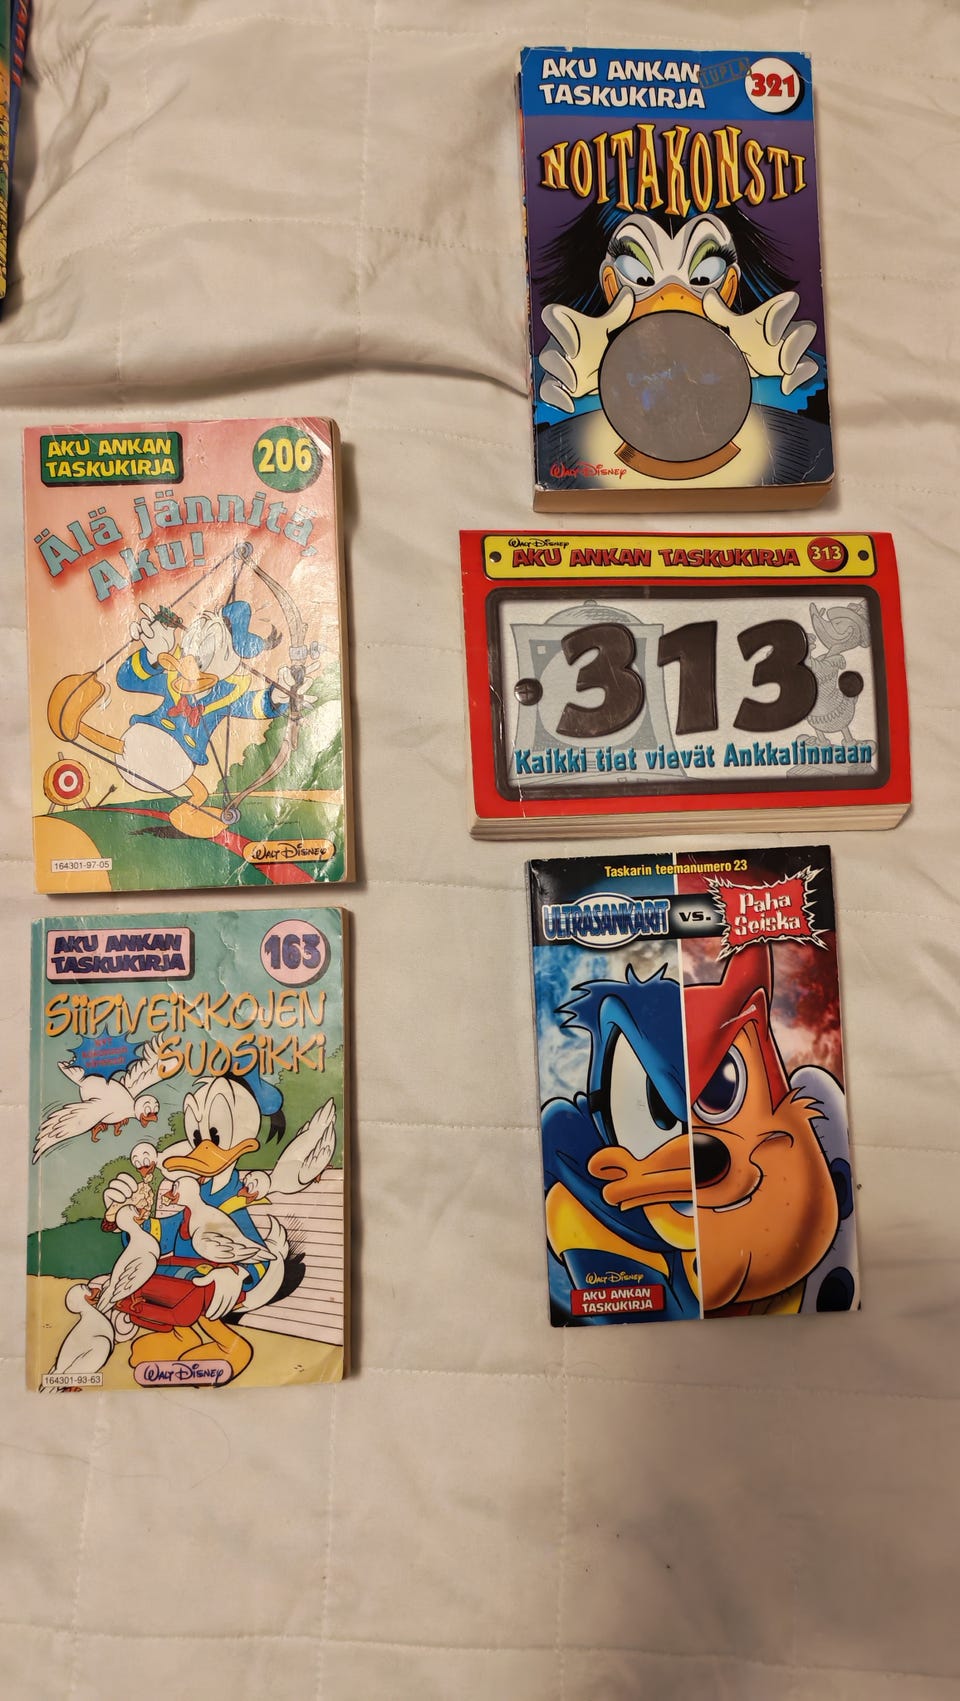 AKU ANKAN
TASKUKIRJA
TUPLA
321
NOITAKONSTI
WALT DISNEY
AKU ANKAN
TASKUKIRJA
206
Älä jännitä,
Aku!
164301-97-05
WALT DISNEY
WALT DISNEY
AKU ANKAN TASKUKIRJA 313
313
Kaikki tiet vievät Ankkalinnaan
AKU ANKAN
TASKUKIRJA
163
SIIPIVEIKKOJEN
SUOSIKKI
164301-93-63
WALT DISNEY
Taskarin teemanumero 23
ULTRASANKARIT vs. Paha
Seiska
WALT DISNEY
AKU ANKAN
TASKUKIRJA